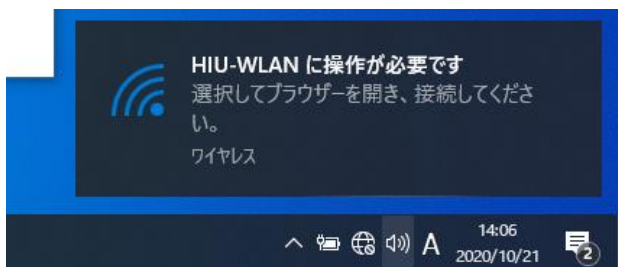 HIU-WLAN に操作が必要です
選択してブラウザーを開き、接続してくださ
い。
ワイヤレス
A
14:06
2020/10/21
2